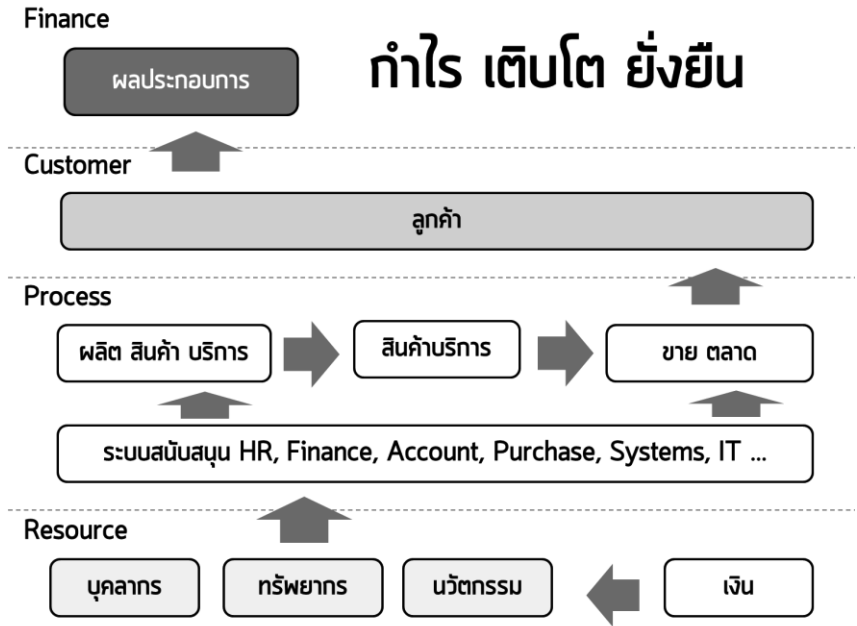 Finance
ผลประกอบการ
กำไร เติบโต ยั่งยืน
Customer
ลูกค้า
Process
ผลิต สินค้า บริการ
สินค้าบริการ
ขาย ตลาด
ระบบสนับสนุน HR, Finance, Account, Purchase, Systems, IT ...
Resource
บุคลากร
ทรัพยากร
นวัตกรรม
เงิน